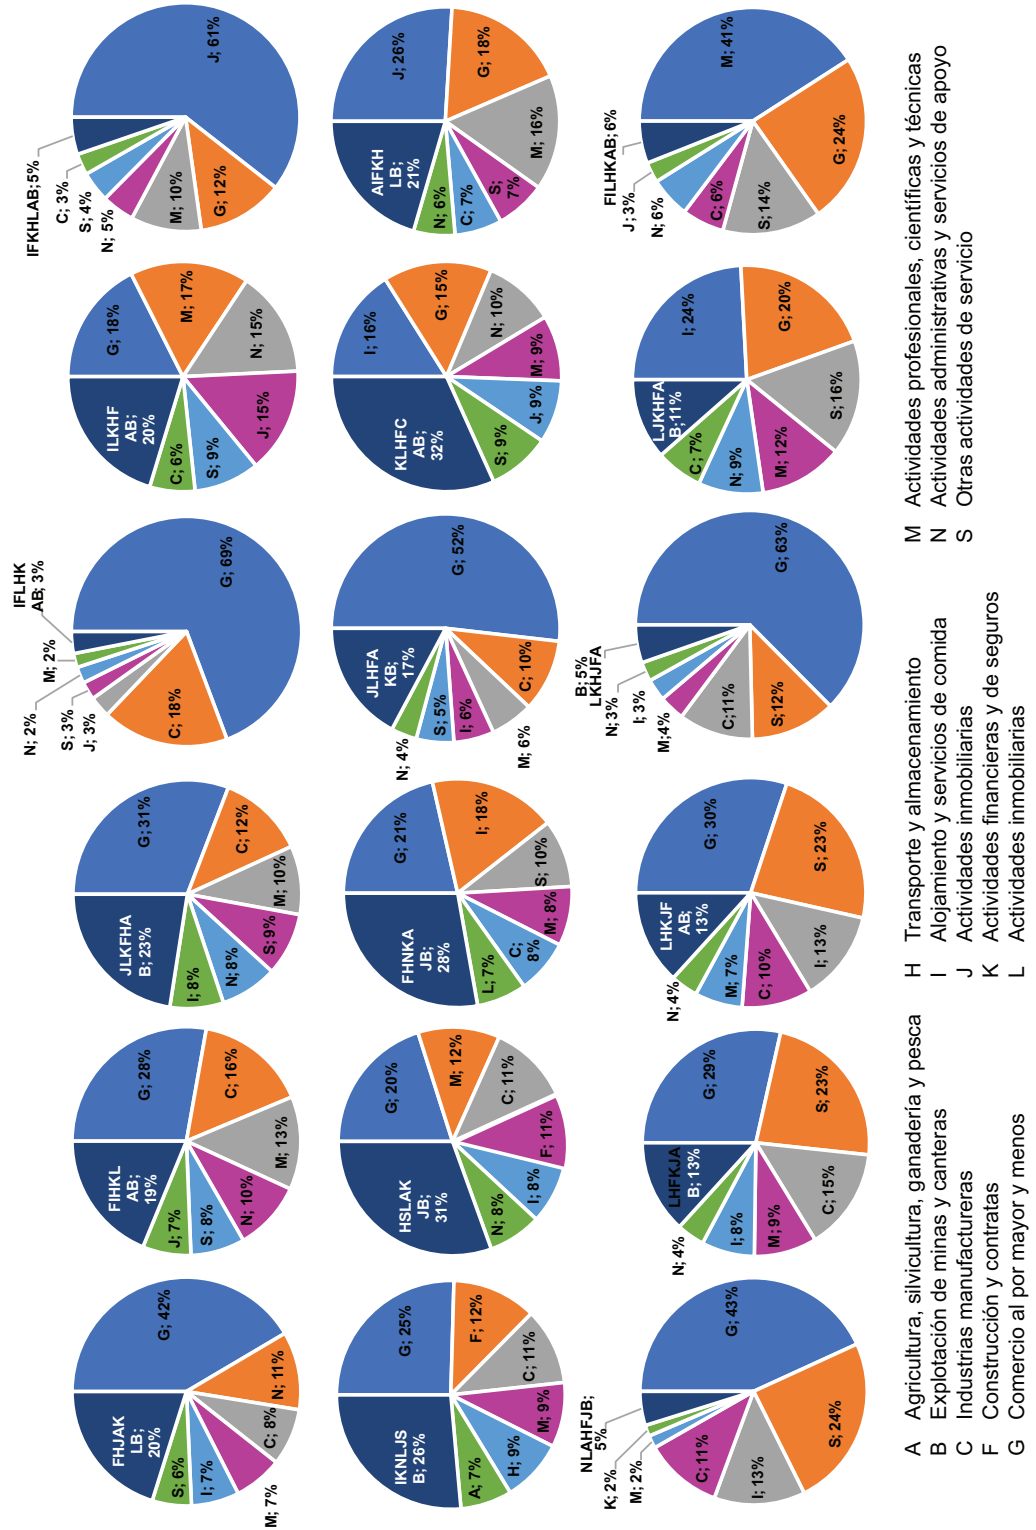 G; 42%
N; 11%
C; 8%
M; 7%
I; 7%
S; 6%
FHJAK
LB;
20%
G; 28%
C; 16%
M; 13%
N; 10%
S; 8%
J; 7%
FIHKL
AB;
19%
G; 31%
C; 12%
M; 10%
S; 9%
N; 8%
I; 8%
JLKFHA
B; 23%
G; 69%
C; 18%
J; 3%
S; 3%
N; 2%
M; 2%
IFLHK
AB; 3%
G; 18%
M; 17%
N; 15%
J; 15%
S; 9%
C; 6%
ILKHF
AB;
20%
J; 61%
G; 12%
M; 10%
N; 5%
S; 4%
C; 3%
IFKHLAB; 5%
G; 25%
F; 12%
C; 11%
M; 9%
H; 9%
A; 7%
IKNLJS
B; 26%
G; 20%
M; 12%
C; 11%
F; 11%
I; 8%
N; 8%
HSLAK
JB;
31%
G; 21%
I; 18%
S; 10%
M; 8%
C;
8%
L; 7%
FHNKA
JB;
28%
G; 52%
C; 10%
M; 6%
I; 6%
S; 5%
N; 4%
JLHFA
KB;
17%
I; 16%
G; 15%
N; 10%
M; 9%
J; 9%
S; 9%
KLHFC
AB;
32%
J; 26%
G; 18%
M; 16%
S;
7%
C; 7%
N; 6%
AIFKH
LB;
21%
G; 43%
S; 24%
I; 13%
C; 11%
M; 2%
K; 2%
NLAHFJB;
5%
G; 29%
S; 23%
C; 15%
M; 9%
I; 8%
N; 4%
LHFKJA
B; 13%
G; 30%
S; 23%
I; 13%
C; 10%
M; 7%
N; 4%
LHKJF
AB;
13%
G; 63%
S; 12%
C; 11%
M; 4%
I; 3%
N; 3%
B; 5%
LKHJFA
I; 24%
G; 20%
S; 16%
M; 12%
N; 9%
C; 7%
LJKHFA
B; 11%
M; 41%
G; 24%
S; 14%
C; 6%
N; 6%
J; 3%
FILHKAB; 6%
A Agricultura, silvicultura, ganadería y pesca
B Explotación de minas y canteras
C Industrias manufactureras
F Construcción y contratas
G Comercio al por mayor y menos
H Transporte y almacenamiento
I Alojamiento y servicios de comida
J Actividades inmobiliarias
K Actividades financieras y de seguros
L Actividades inmobiliarias
M Actividades profesionales, científicas y técnicas
N Actividades administrativas y servicios de apoyo
S Otras actividades de servicio